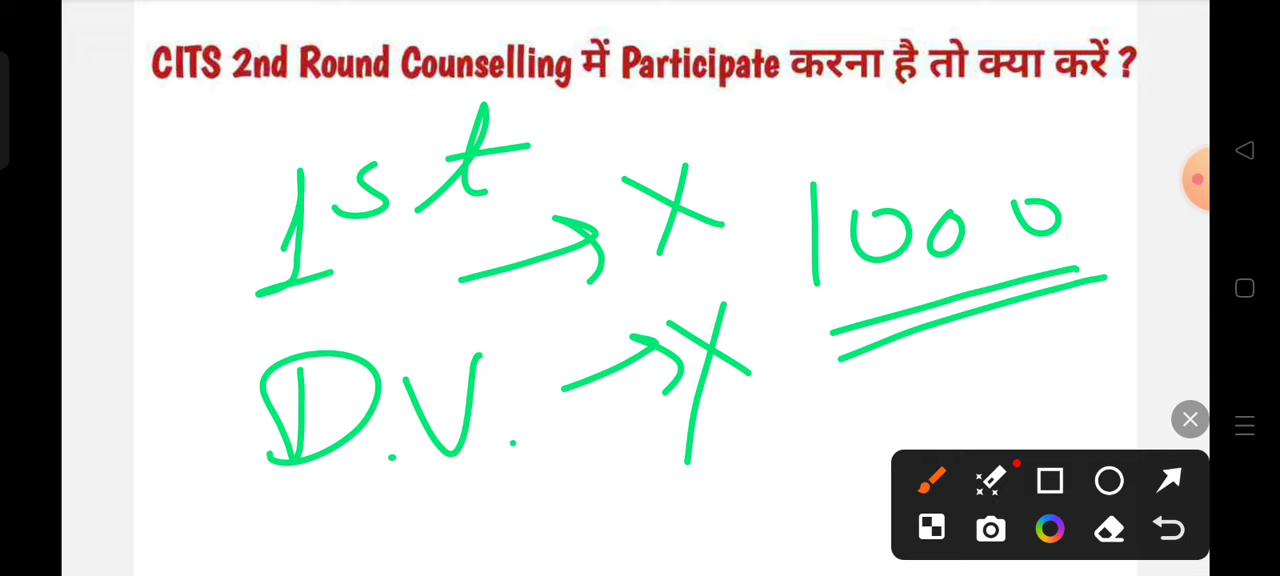 CITS 2nd Round Counselling में Participate करना है तो क्या करें ?
1st → X 1000
D.V. → X